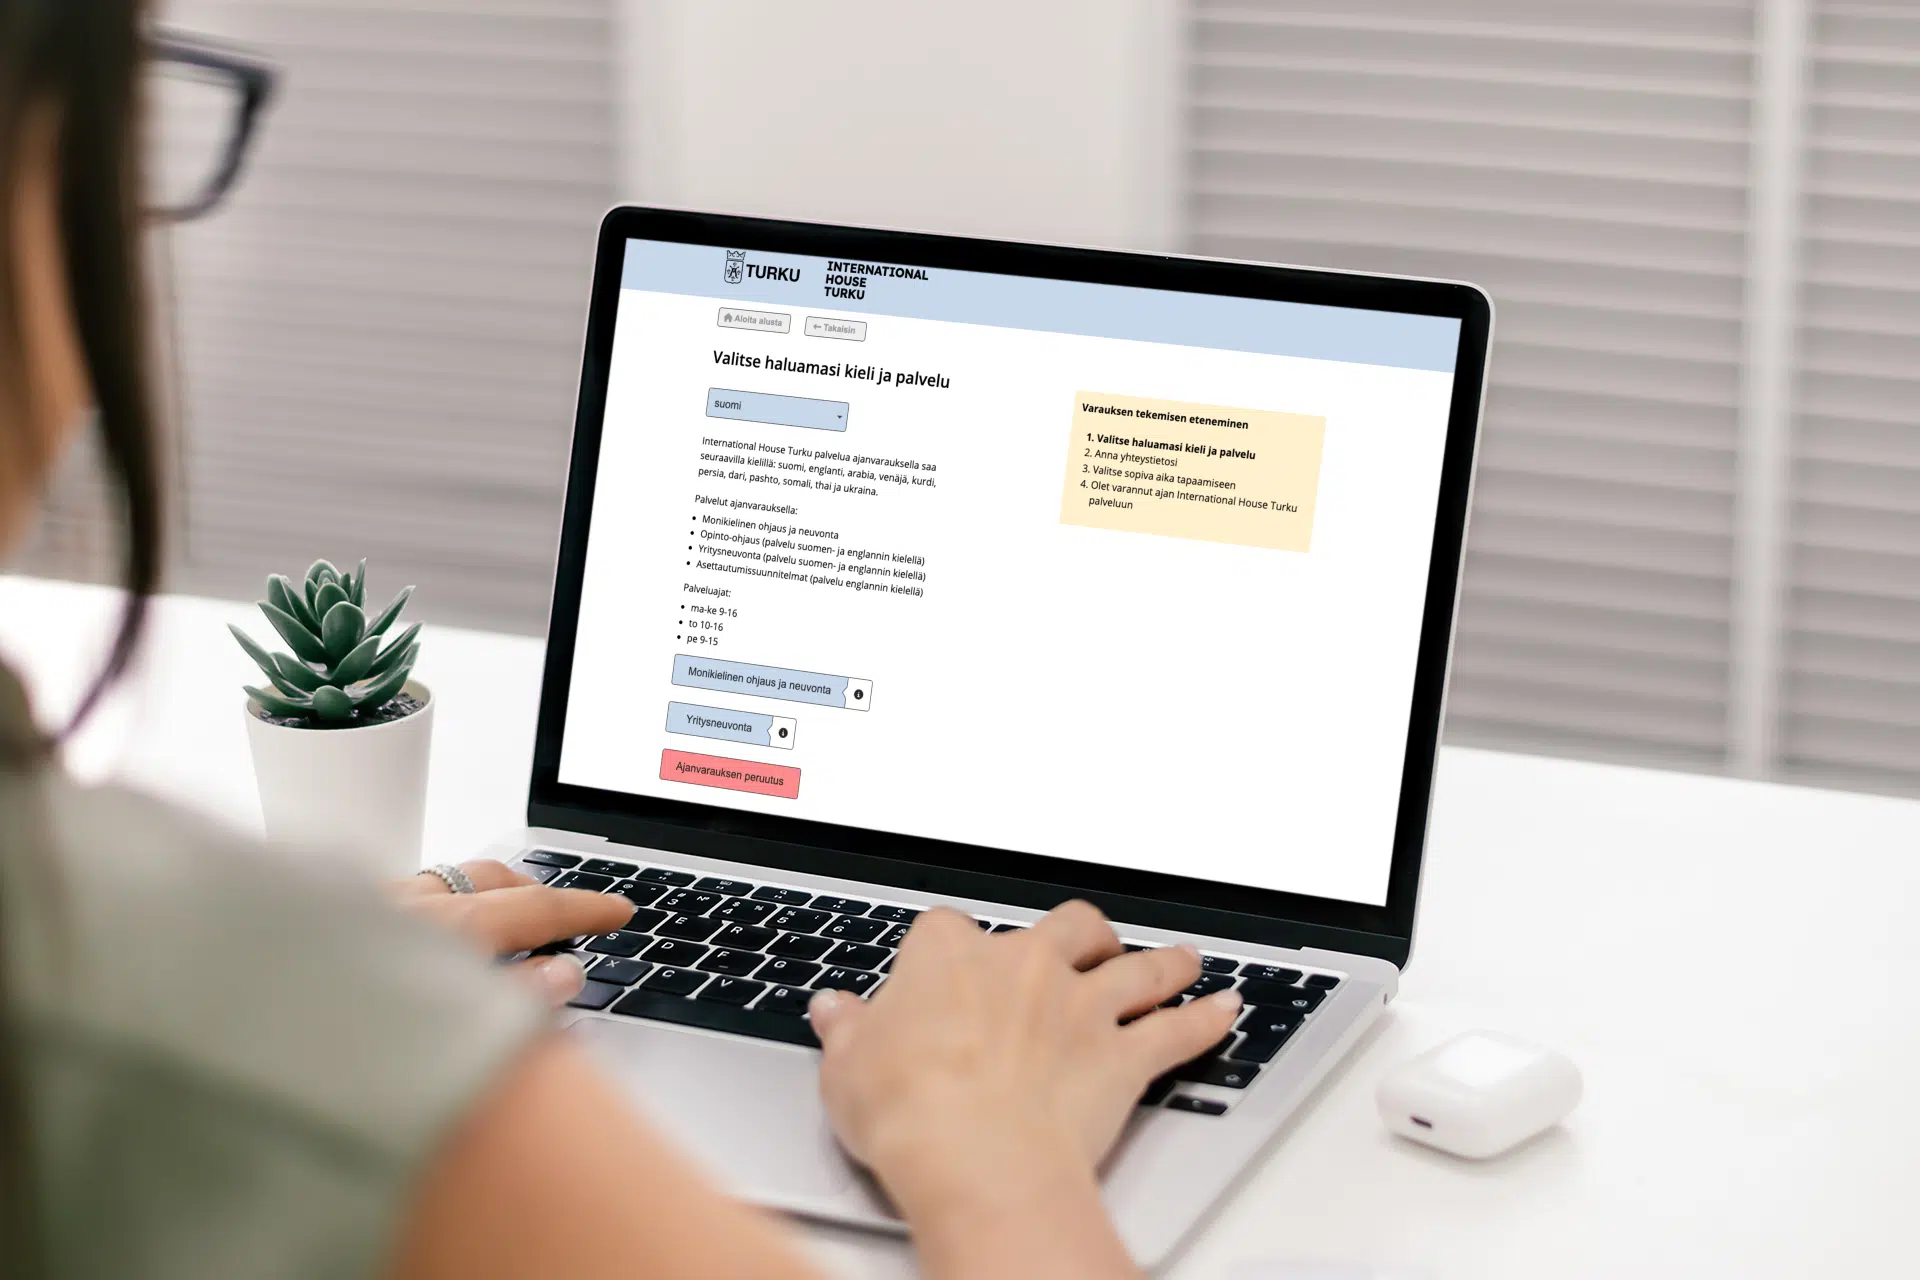 TURKU
INTERNATIONAL
HOUSE
TURKU
Aloita alusta
Takaisin
Valitse haluamasi kieli ja palvelu
suomi
International House Turku palvelua ajanvarauksella saa
seuraavilla kielillä: suomi, englanti, arabia, venäjä, kurdi,
persia, dari, pashto, somali, thai ja ukraina.
Palvelut ajanvarauksella:
• Monikielinen ohjaus ja neuvonta
• Opinto-ohjaus (palvelu suomen- ja englannin kielellä)
• Yritysneuvonta (palvelu suomen- ja englannin kielellä)
• Asettautumissuunnitelmat (palvelu englannin kielellä)
Palveluajat:
• ma-ke 9-16
• to 10-16
• pe 9-15
Monikielinen ohjaus ja neuvonta
Yritysneuvonta
Ajanvarauksen peruutus
Varauksen tekemisen eteneminen
1. Valitse haluamasi kieli ja palvelu
2. Anna yhteystietosi
3. Valitse sopiva aika tapaamiseen
4. Olet varannut ajan International House Turku
palveluun
esc
3 4 5 6
E R T Y
S D F G H
X C V B